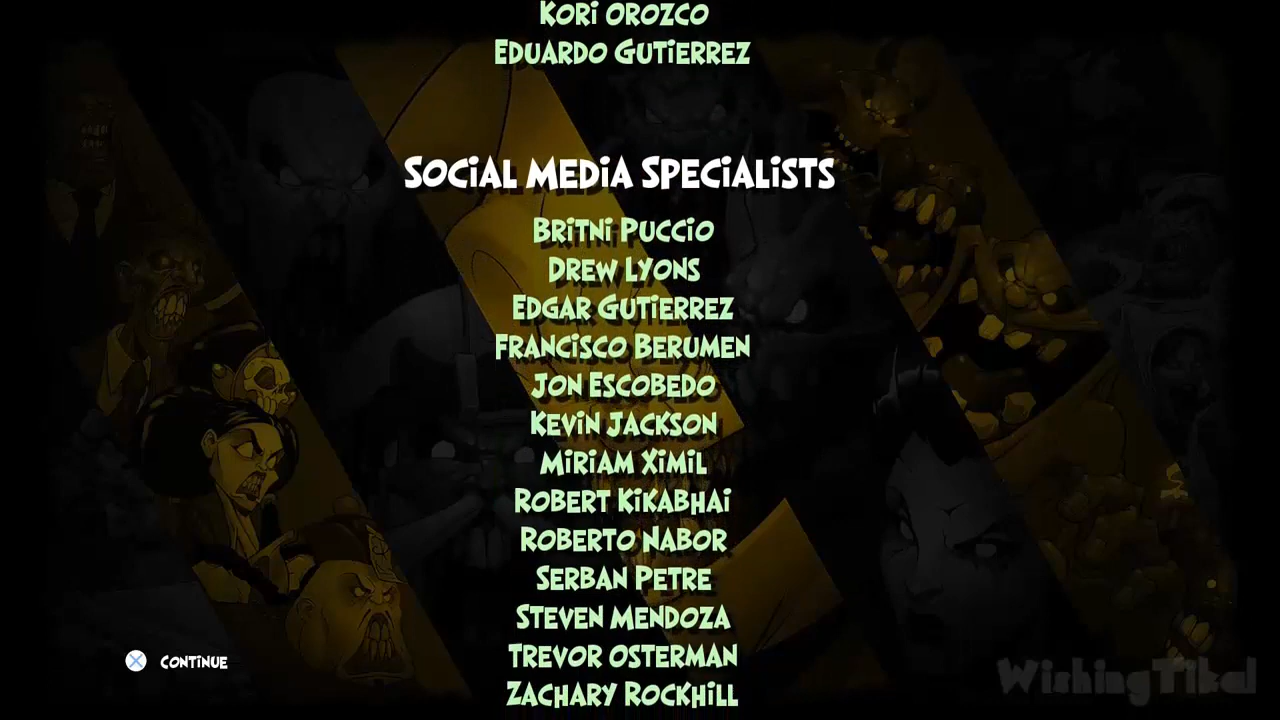 Kori Orozco
Eduardo Gutierrez
Social Media Specialists
Britni Puccio
Drew Lyons
Edgar Gutierrez
Francisco Berumen
Jon Escobedo
Kevin Jackson
Miriam Ximil
Robert Kikabhai
Roberto Nabor
Serban Petre
Steven Mendoza
Trevor Osterman
Zachary Rockhill
Continue
WishingTikal